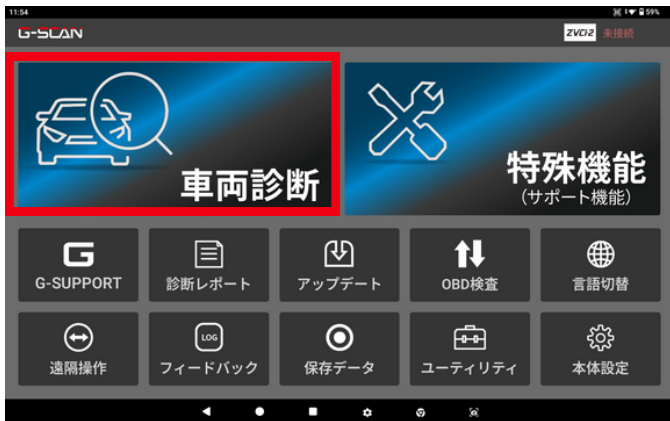 11:54
59%
G-SCAN
ZVCI2 未接続
車両診断
特殊機能
(サポート機能)
G-SUPPORT
診断レポート
アップデート
OBD検査
言語切替
遠隔操作
LOG
フィードバック
保存データ
ユーティリティ
本体設定